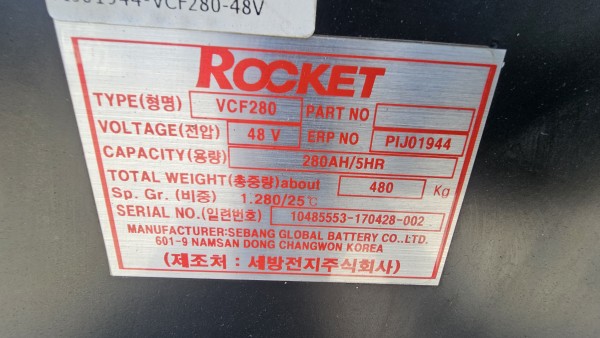 -VCF280-48V
ROCKET
TYPE(형명) VCF280 PART NO
VOLTAGE(전압) 48 V ERP NO PIJ01944
CAPACITY(용량) 280AH/5HR
TOTAL WEIGHT(총중량)about 480 Kg
Sp. Gr. (비중) 1.280/25℃
SERIAL NO.(일련번호) 10485553-170428-002
MANUFACTURER:SEBANG GLOBAL BATTERY CO.,LTD.
601-9 NAMSAN DONG CHANGWON KOREA
(제조처 : 세방전지주식회사)